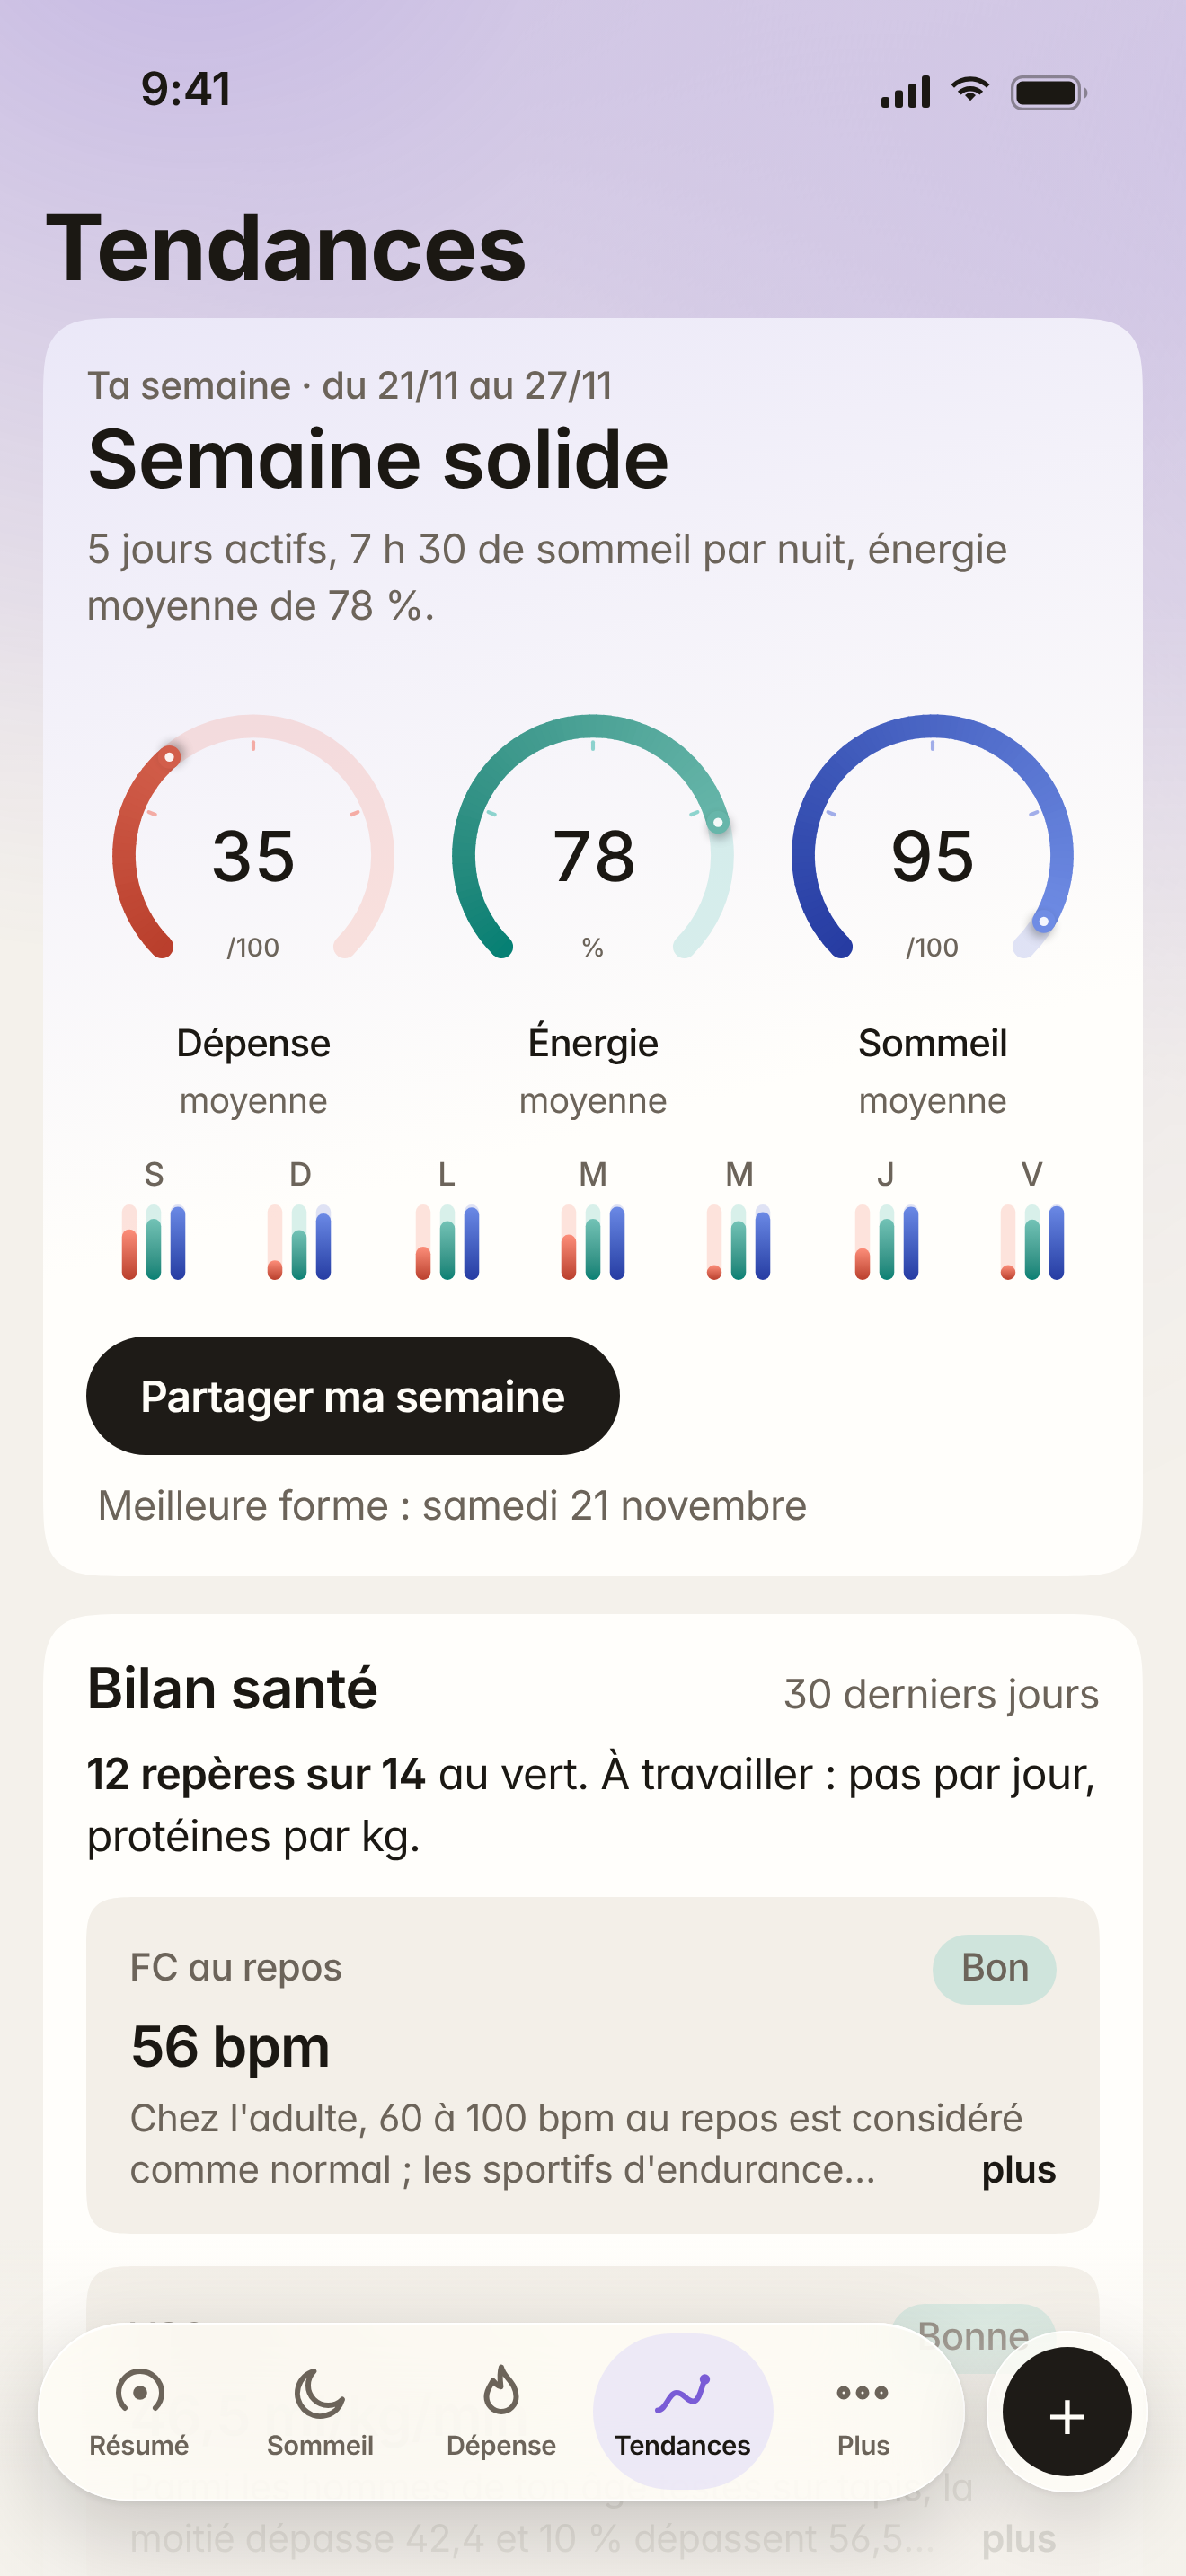 9:41
Tendances
Ta semaine · du 21/11 au 27/11
Semaine solide
5 jours actifs, 7 h 30 de sommeil par nuit, énergie
moyenne de 78 %.
35
78
95
/100
%
/100
Dépense
Énergie
Sommeil
moyenne
moyenne
moyenne
S D L M M J V
Partager ma semaine
Meilleure forme : samedi 21 novembre
Bilan santé
30 derniers jours
12 repères sur 14 au vert. À travailler : pas par jour,
protéines par kg.
FC au repos
Bon
56 bpm
Chez l'adulte, 60 à 100 bpm au repos est considéré
comme normal ; les sportifs d'endurance...
plus
Bonne
Résumé
Sommeil
Dépense
Tendances
Plus
la
moitié dépasse 42,4 et 10 % dépassent 56,5...
plus